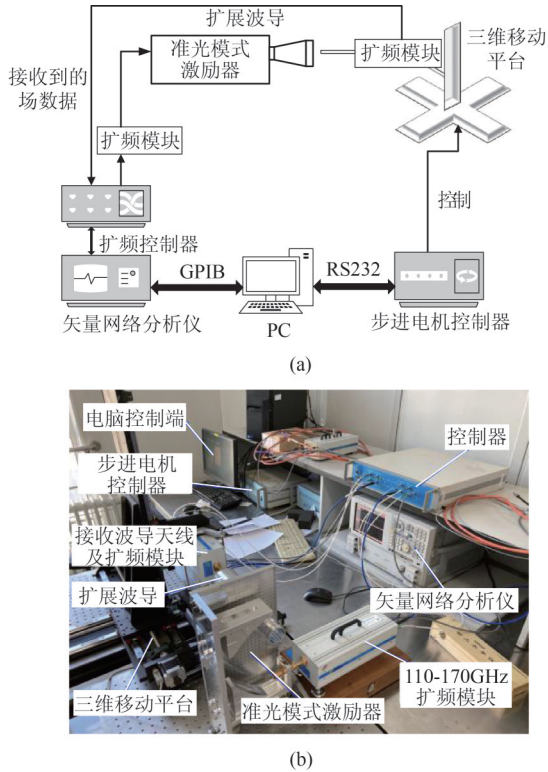 扩展波导
准光模式
激励器
扩频模块
三维移动
平台
接收到的
场数据
扩频模块
控制
扩频控制器
GPIB
RS232
矢量网络分析仪
PC
步进电机控制器
(a)
电脑控制端
控制器
步进电机
控制器
接收波导天线
及扩频模块
扩展波导
矢量网络分析仪
110-170GHz
扩频模块
三维移动平台
准光模式激励器
(b)